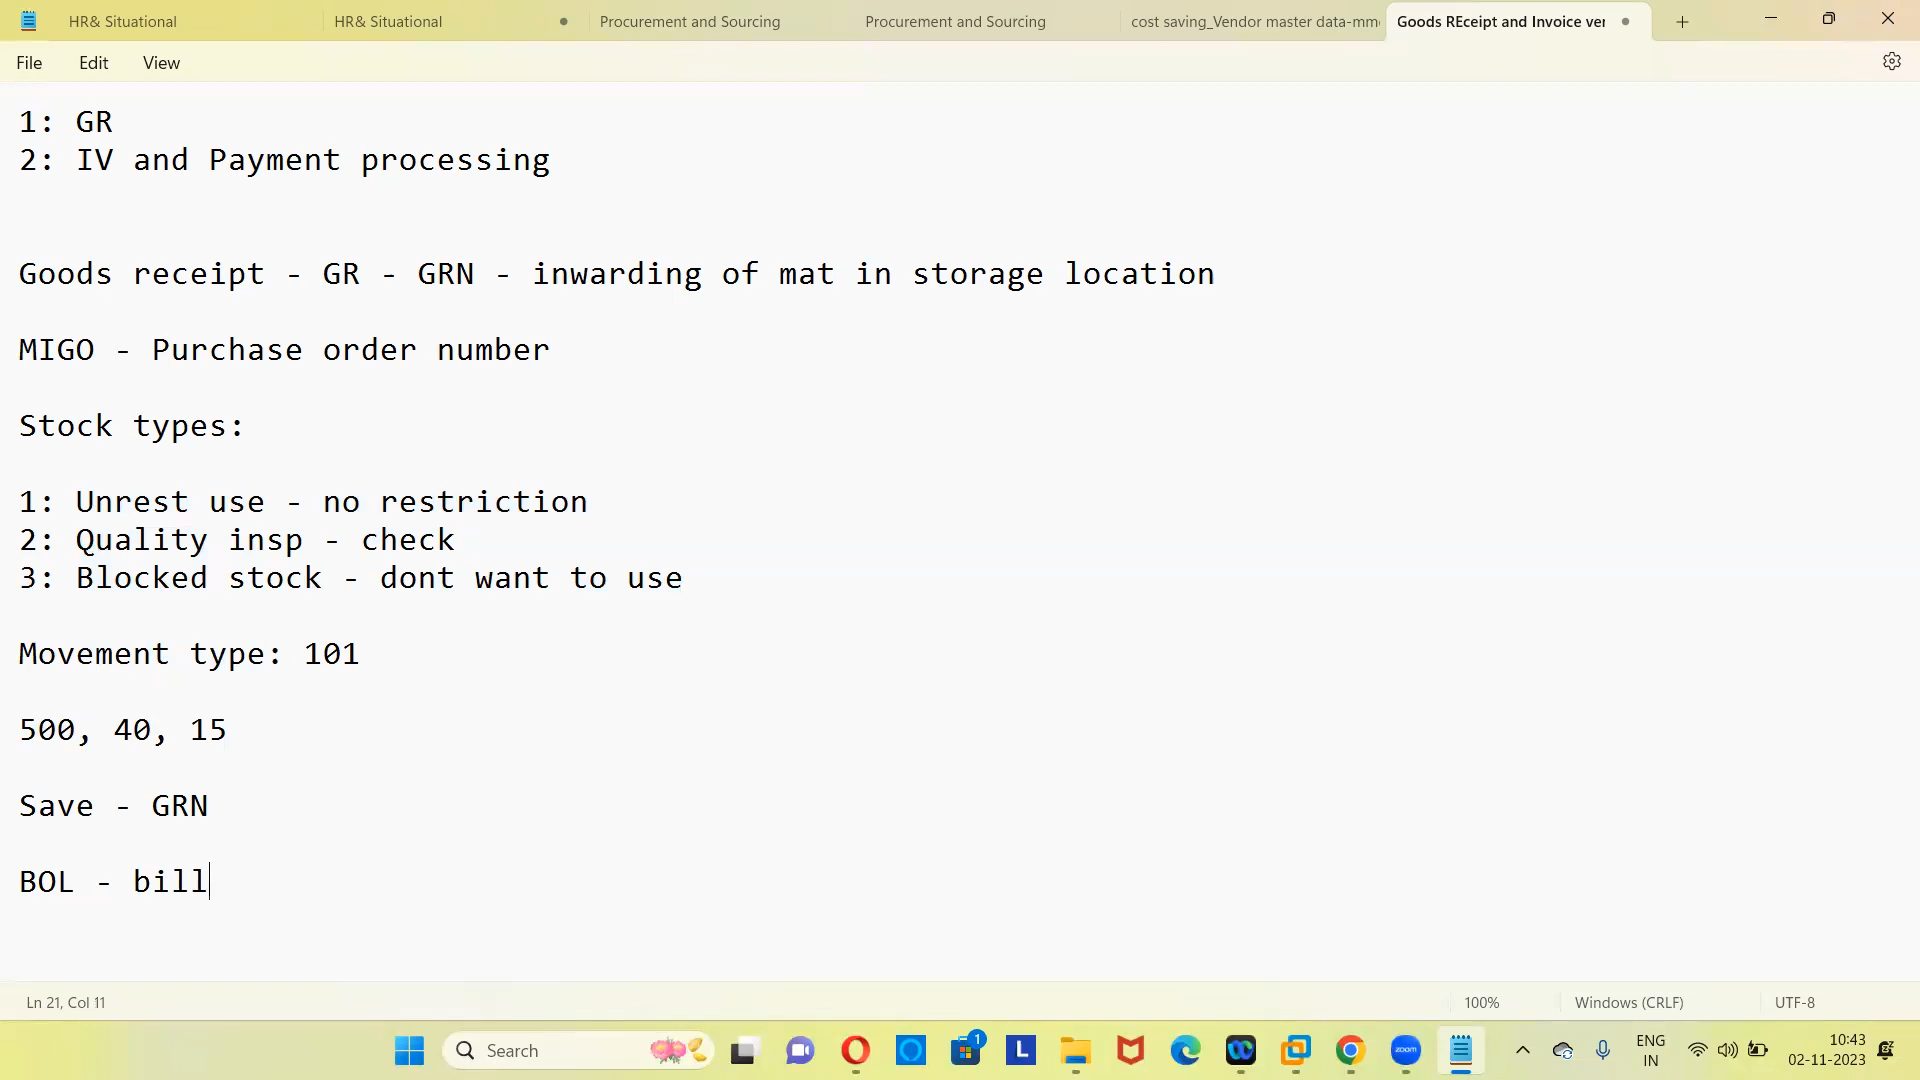 HR& Situational
HR& Situational
Procurement and Sourcing
Procurement and Sourcing
cost saving_Vendor master data-mm
Goods REceipt and Invoice ver
File Edit View
1: GR
2: IV and Payment processing
Goods receipt - GR - GRN - inwarding of mat in storage location
MIGO - Purchase order number
Stock types:
1: Unrest use - no restriction
2: Quality insp - check
3: Blocked stock - dont want to use
Movement type: 101
500, 40, 15
Save - GRN
BOL - bill
Ln 21, Col 11
100%
Windows (CRLF)
UTF-8
Search
1
L
zoom
ENG
IN
10:43
02-11-2023